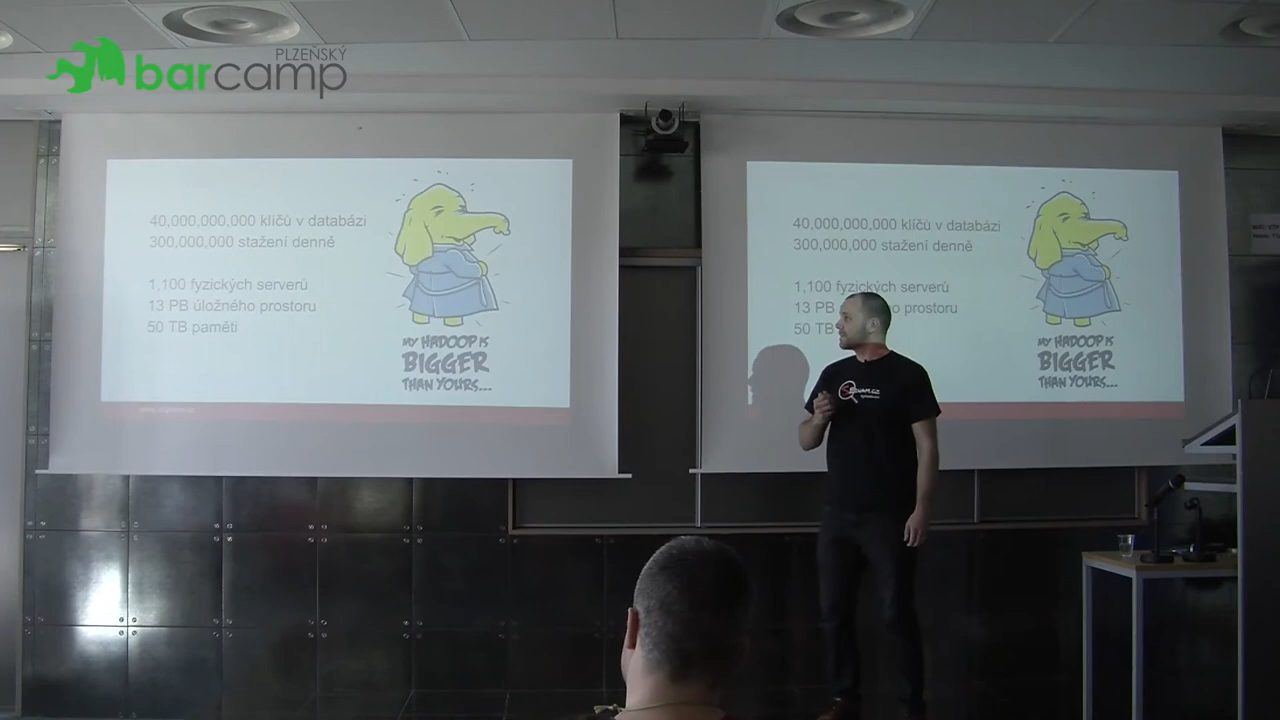 PLZEŇSKÝ
barcamp
40,000,000,000 klíčů v databázi
300,000,000 stažení denně
1,100 fyzických serverů
13 PB úložného prostoru
50 TB paměti
MY HADOOP IS
BIGGER
THAN YOURS...
40,000,000,000 klíčů v databázi
300,000,000 stažení denně
1,100 fyzických serverů
13 PB prostoru
50 TB
MY HADOOP IS
BIGGER
THAN YOURS...